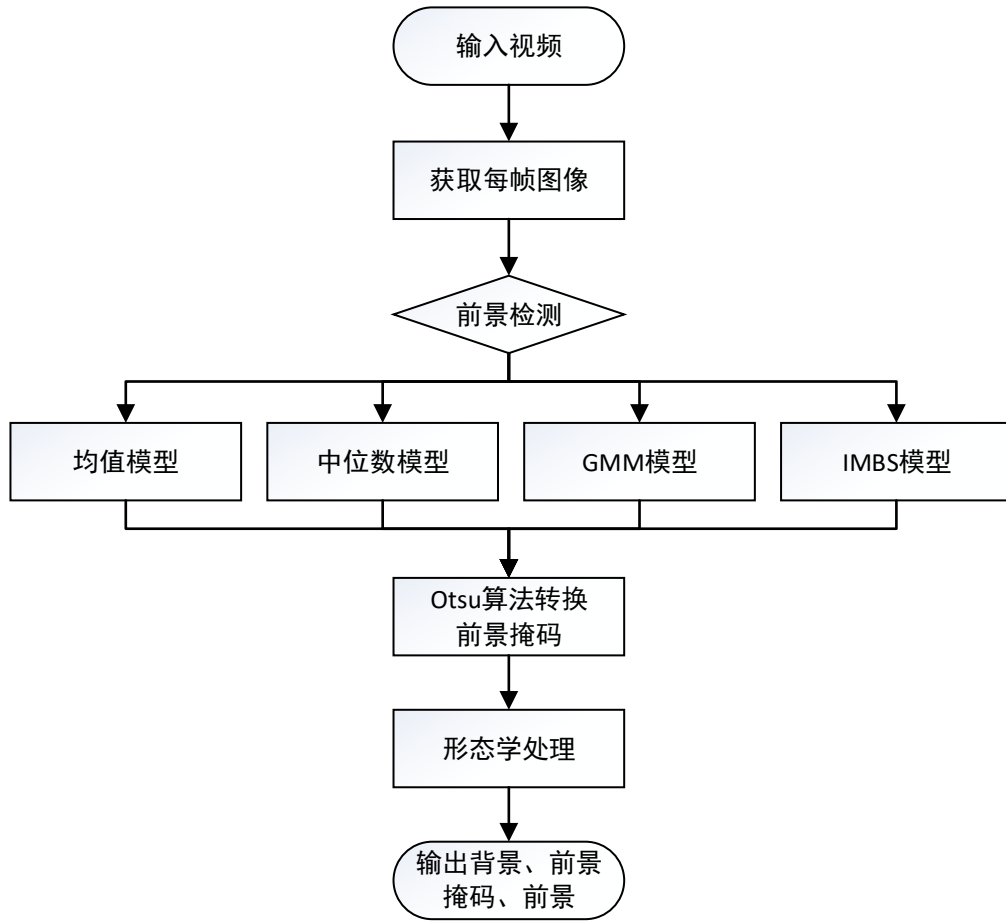 输入视频
获取每帧图像
前景检测
均值模型
中位数模型
GMM模型
IMBS模型
Otsu算法转换
前景掩码
形态学处理
输出背景、前景
掩码、前景